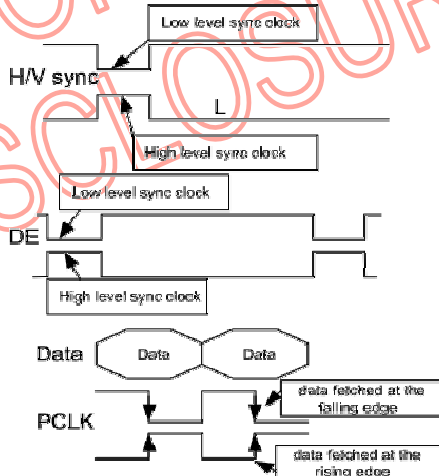 Low level sync clock
H/V sync
L
High level sync clock
Low level sync clock
DE
High level sync clock
Data
Data
Data
data fetched at the
falling edge
PCLK
data fetched at the
rising edge